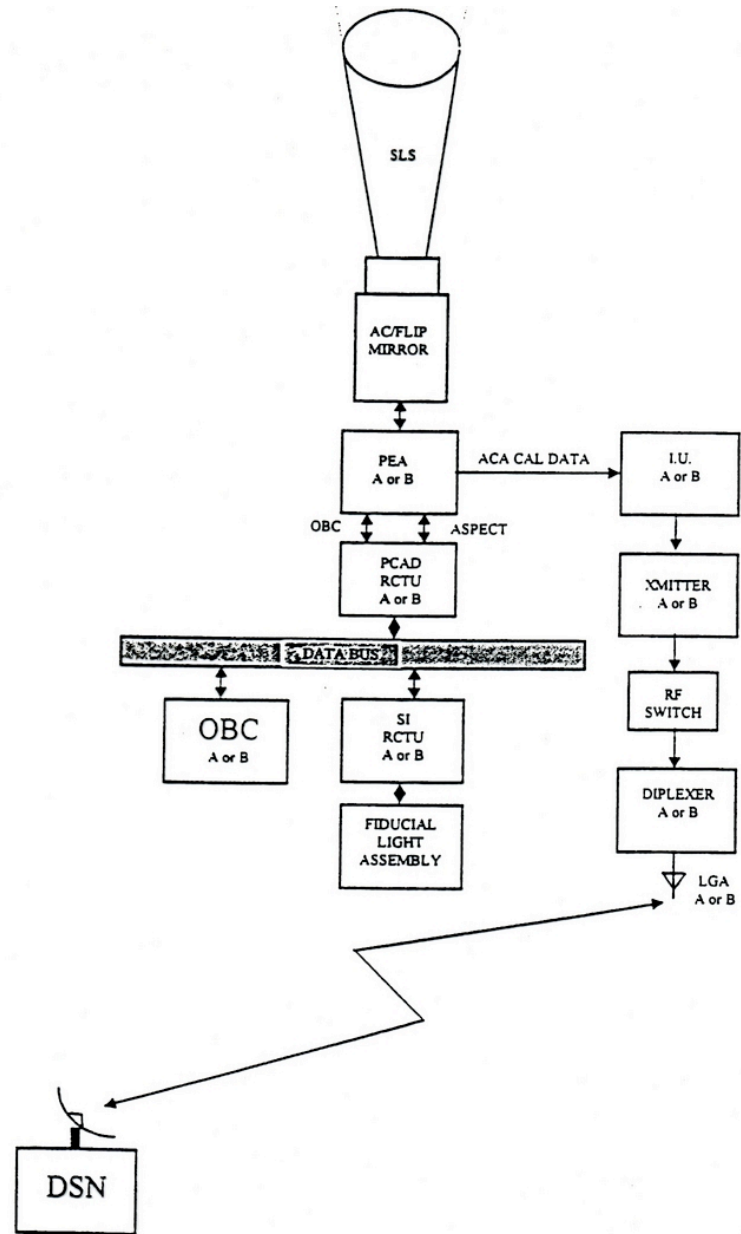 SLS
AC/FLIP
MIRROR
PEA
A or B
ACA CAL DATA
I.U.
A or B
OBC
ASPECT
PCAD
RCTU
A or B
XMITTER
A or B
DATA BUS
RF
SWITCH
OBC
A or B
SI
RCTU
A or B
DIPLEXER
A or B
FIDUCIAL
LIGHT
ASSEMBLY
LGA
A or B
DSN